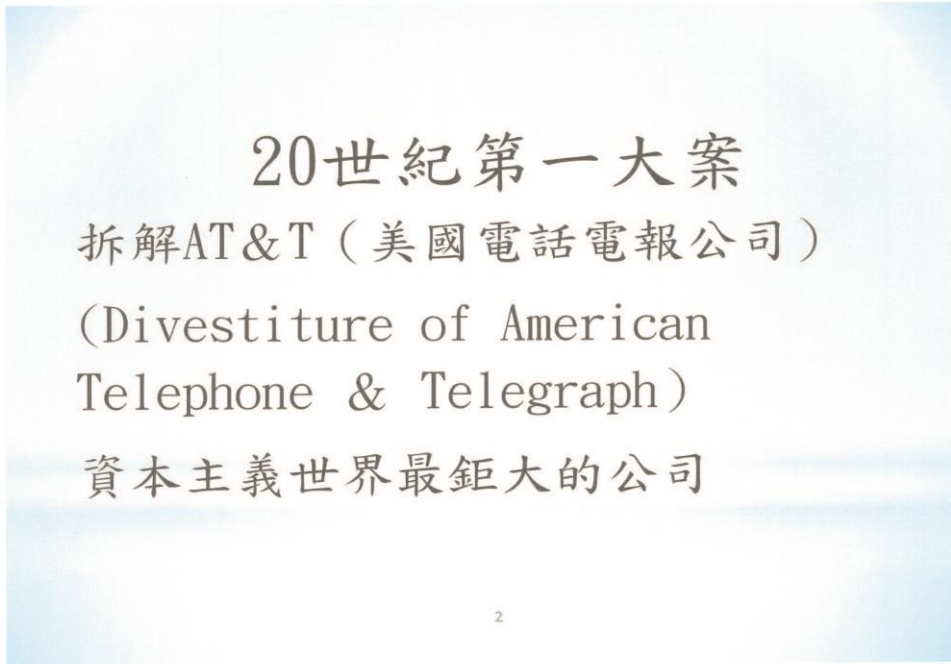 20世紀第一大案
拆解AT&T（美國電話電報公司）
(Divestiture of American
Telephone & Telegraph)
資本主義世界最鉅大的公司
2